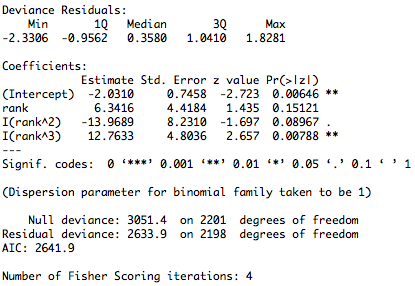 Deviance Residuals:
Min 1Q Median 3Q Max
-2.3306 -0.9562 0.3580 1.0410 1.8281
Coefficients:
Estimate Std. Error z value Pr(>|z|)
(Intercept) -2.0310 0.7458 -2.723 0.00646 **
rank 6.3416 4.4184 1.435 0.15121
I(rank^2) -13.9689 8.2310 -1.697 0.08967 .
I(rank^3) 12.7633 4.8036 2.657 0.00788 **
---
Signif. codes: 0 ‘***’ 0.001 ‘**’ 0.01 ‘*’ 0.05 ‘.’ 0.1 ‘ ’ 1
(Dispersion parameter for binomial family taken to be 1)
Null deviance: 3051.4 on 2201 degrees of freedom
Residual deviance: 2633.9 on 2198 degrees of freedom
AIC: 2641.9
Number of Fisher Scoring iterations: 4